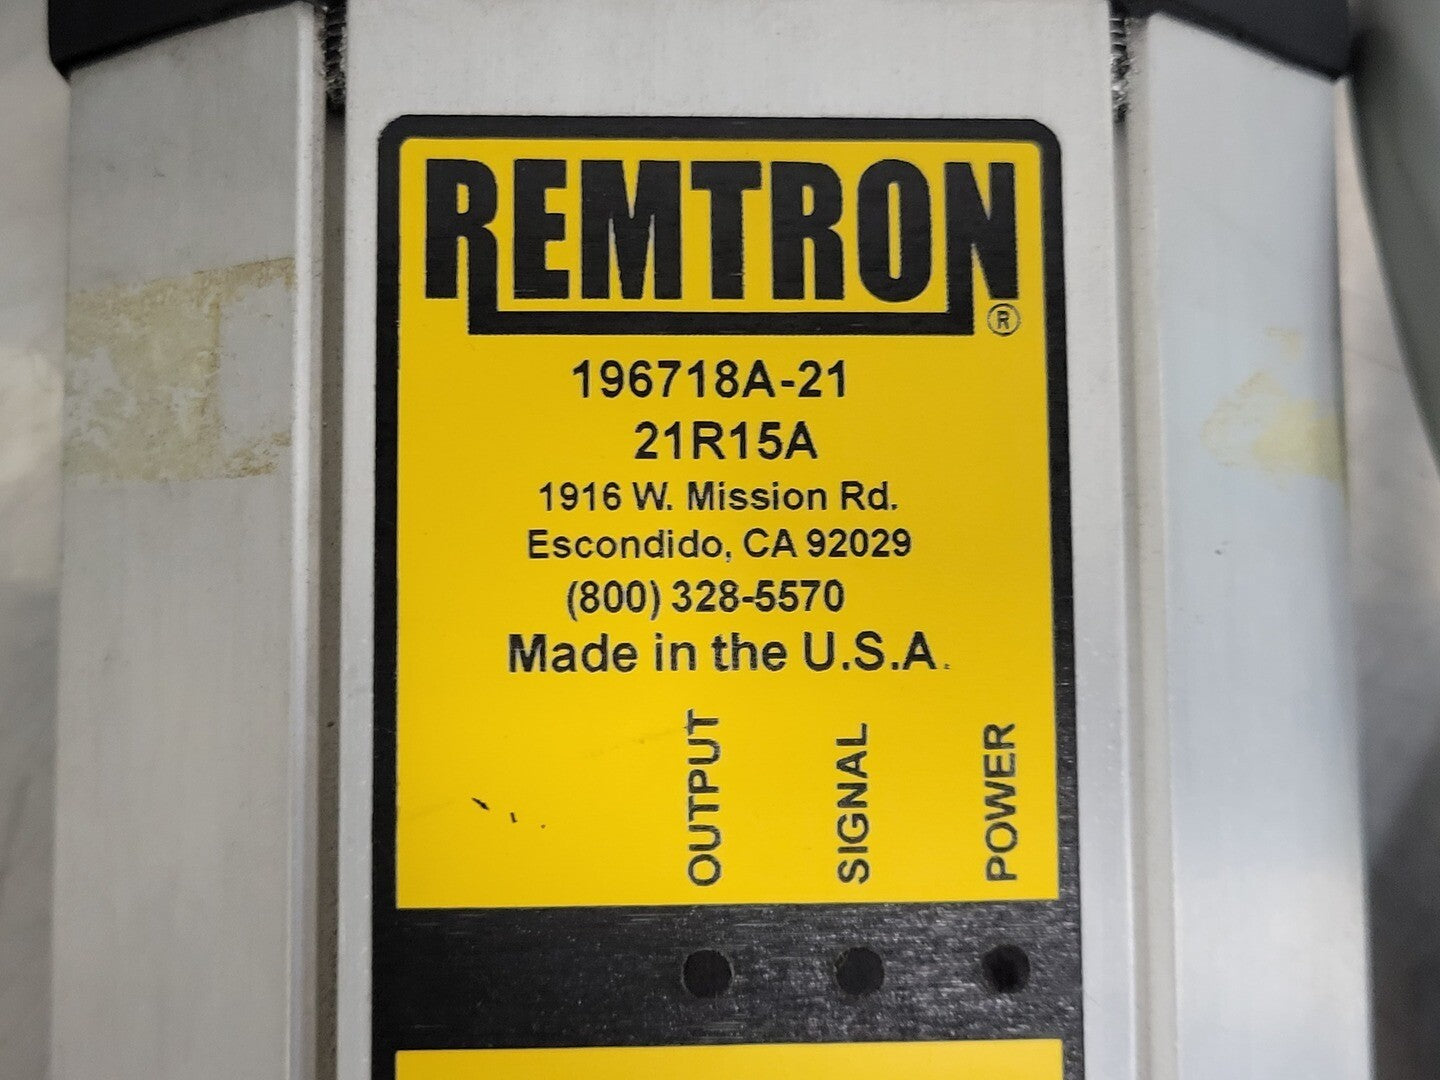 REMTRON®
196718A-21
21R15A
1916 W. Mission Rd.
Escondido, CA 92029
(800) 328-5570
Made in the U.S.A.
OUTPUT
SIGNAL
POWER